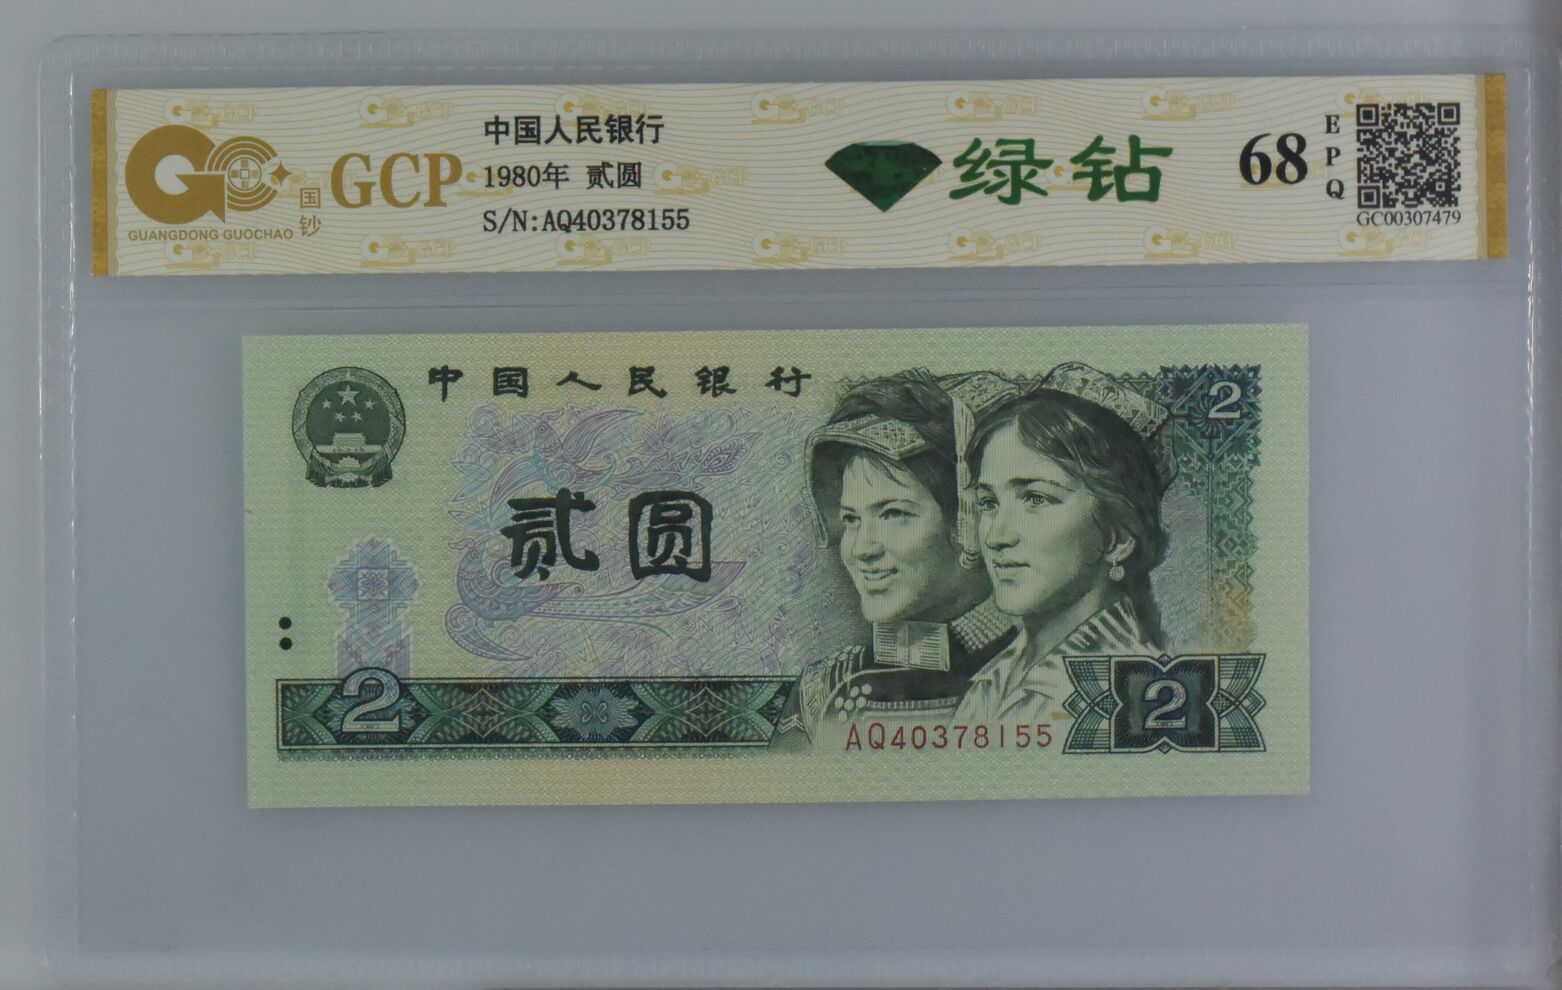 GUANGDONG GUOCHAO
国钞
GCP
中国人民银行
1980年 贰圆
S/N:AQ40378155
绿钻
68
EPQ
GC00307479
中国人民银行
2
贰圆
2
2
AQ40378155